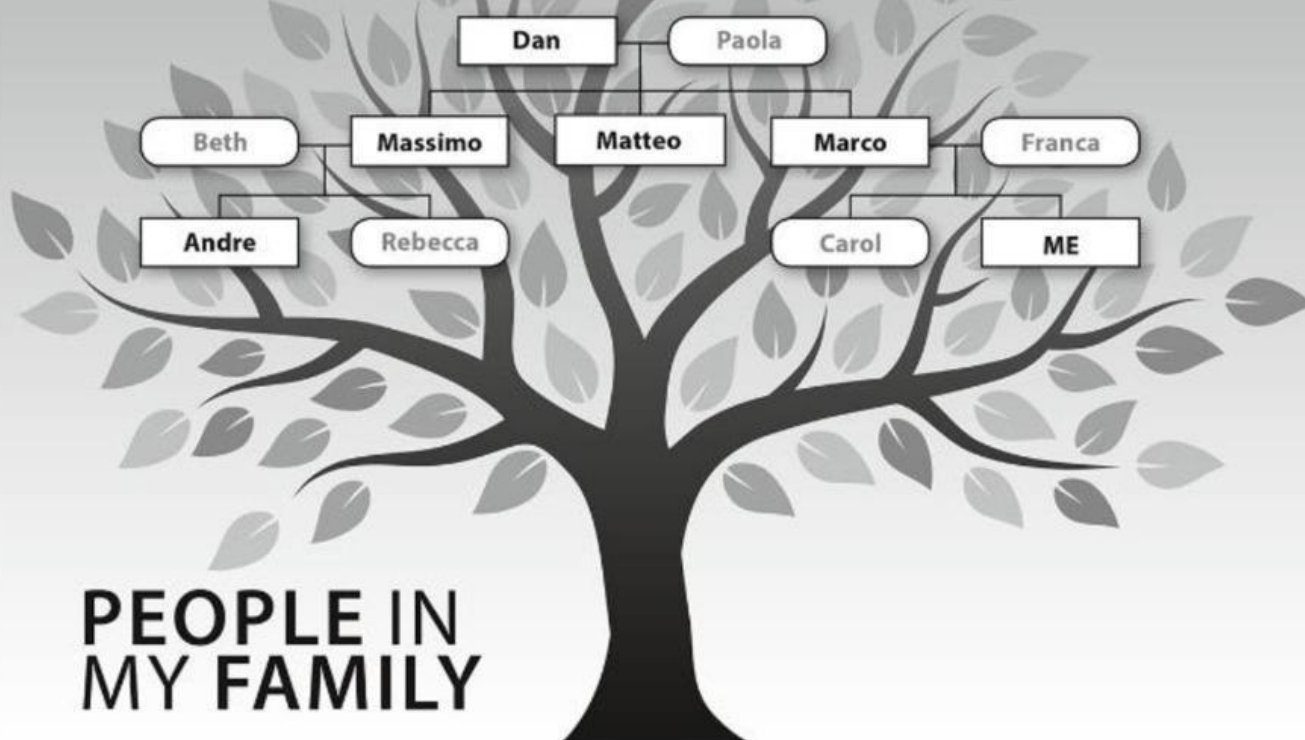 Dan Paola
Beth Massimo Matteo Marco Franca
Andre Rebecca Carol ME
PEOPLE IN
MY FAMILY